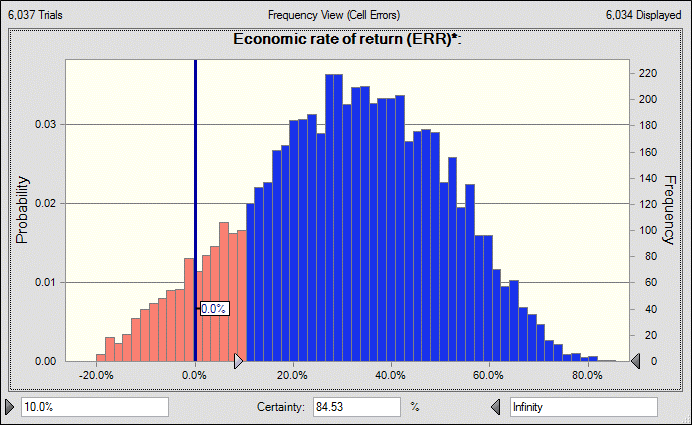 6,037 Trials Frequency View (Cell Errors) 6,034 Displayed
Economic rate of return (ERR)*:
Probability
0.03
0.02
0.01
0.00
Frequency
220
200
180
160
140
120
100
80
60
40
20
0
0.0%
-20.0% 0.0% 20.0% 40.0% 60.0% 80.0%
10.0% Certainty: 84.53 % Infinity